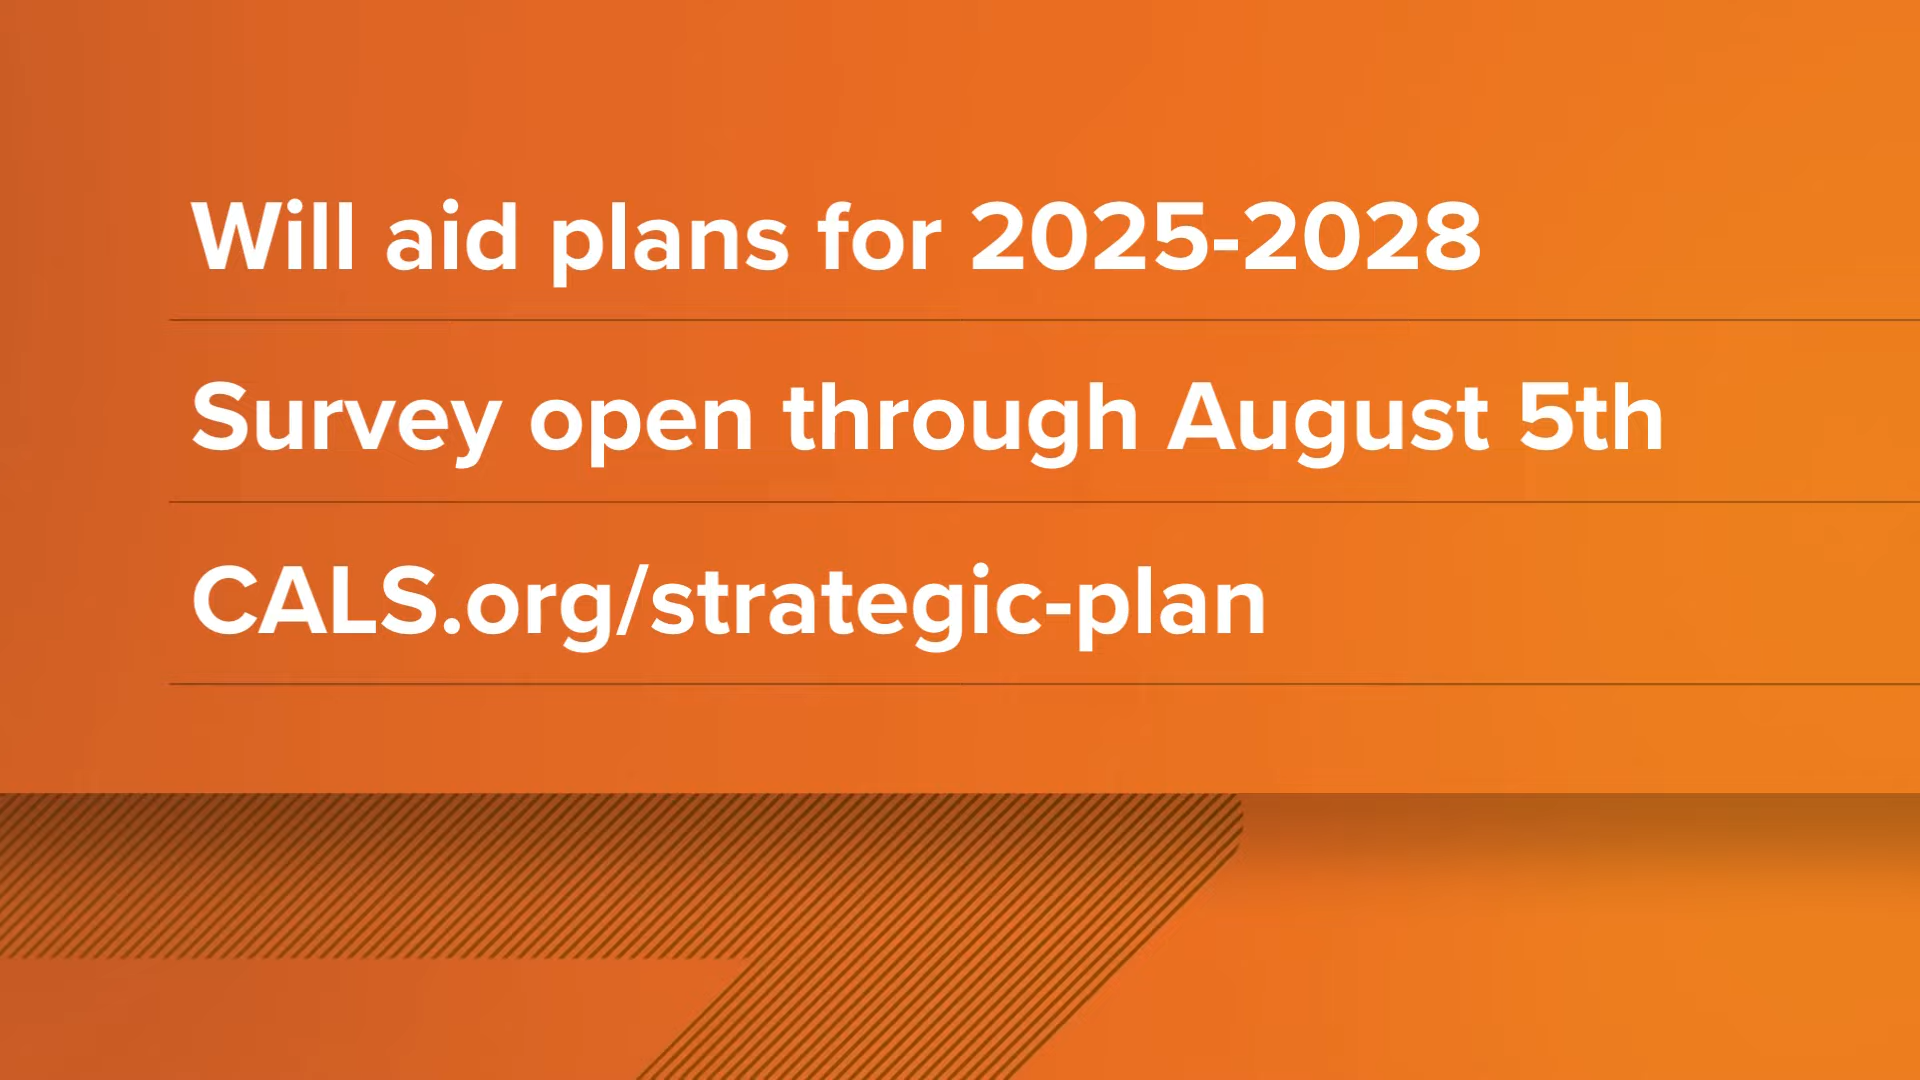 Will aid plans for 2025-2028
Survey open through August 5th
CALS.org/strategic-plan